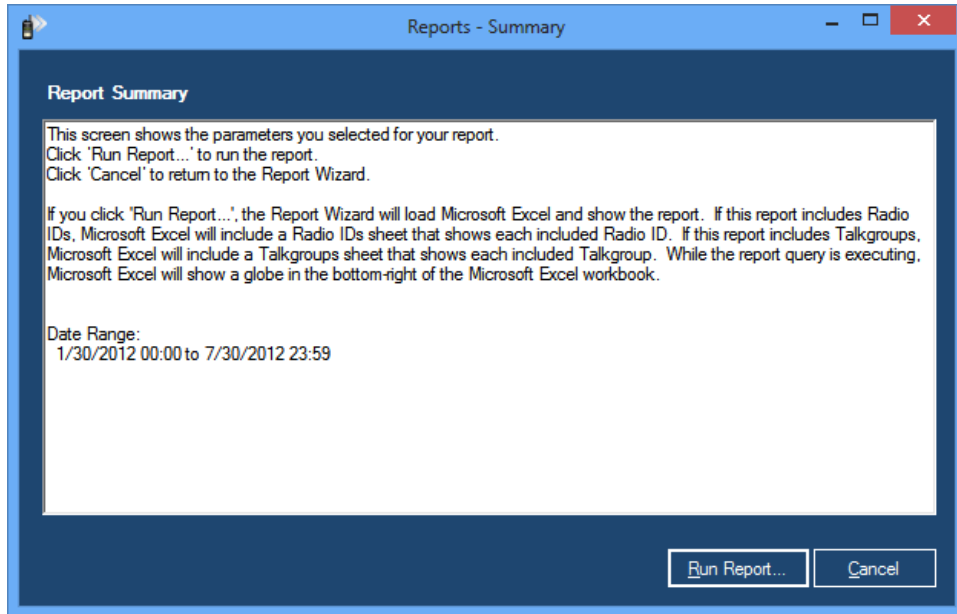 Reports - Summary
Report Summary
This screen shows the parameters you selected for your report.
Click 'Run Report...' to run the report.
Click 'Cancel' to return to the Report Wizard.
If you click "Run Report...", the Report Wizard will load Microsoft Excel and show the report.  If this report includes Radio
IDs, Microsoft Excel will include a Radio IDs sheet that shows each included Radio ID.  If this report includes Talkgroups,
Microsoft Excel will include a Talkgroups sheet that shows each included Talkgroup.  While the report query is executing,
Microsoft Excel will show a globe in the bottom-right of the Microsoft Excel workbook.
Date Range:
1/30/2012 00:00 to 7/30/2012 23:59
Run Report... Cancel